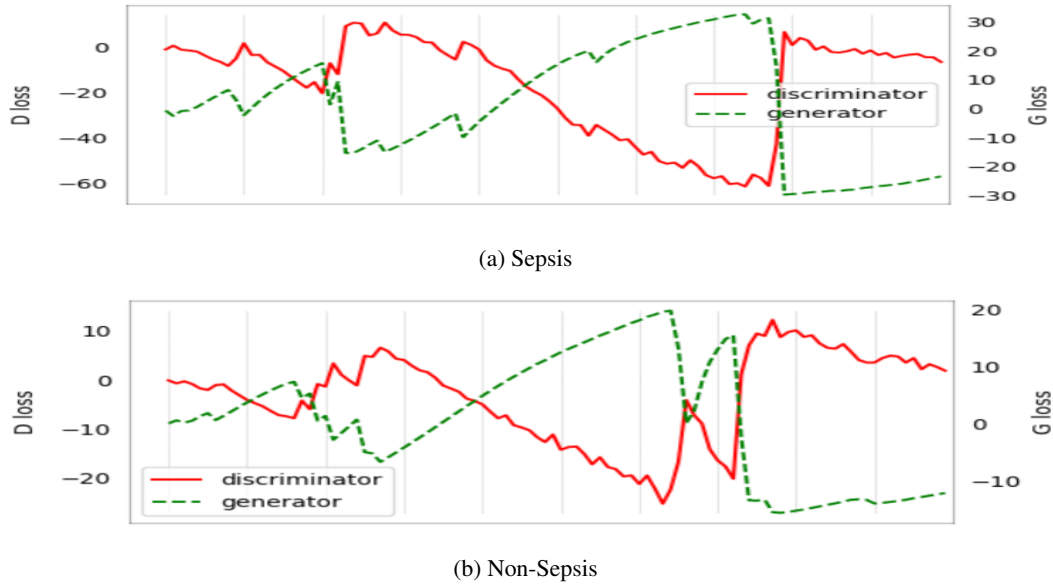 0
−20
−40
−60
D loss
30
20
10
0
−10
−20
−30
G loss
discriminator
generator
(a) Sepsis
10
0
−10
−20
D loss
20
10
0
−10
G loss
discriminator
generator
(b) Non-Sepsis